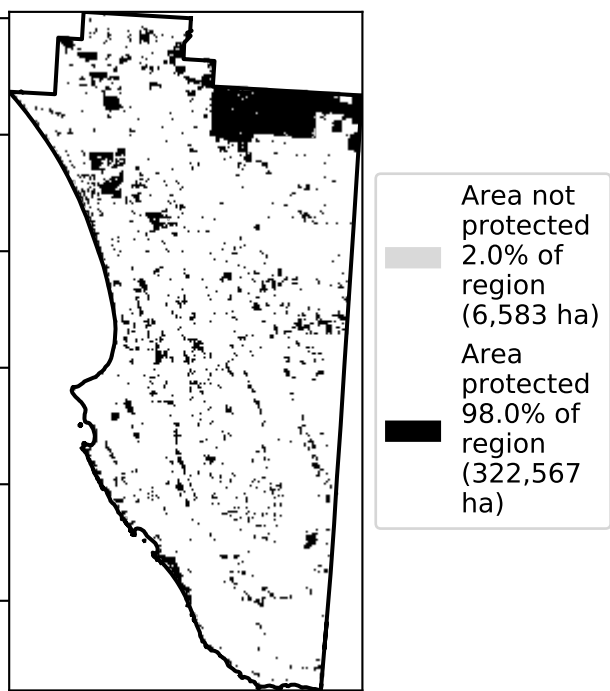 Area not
protected
2.0% of
region
(6,583 ha)
Area
protected
98.0% of
region
(322,567
ha)